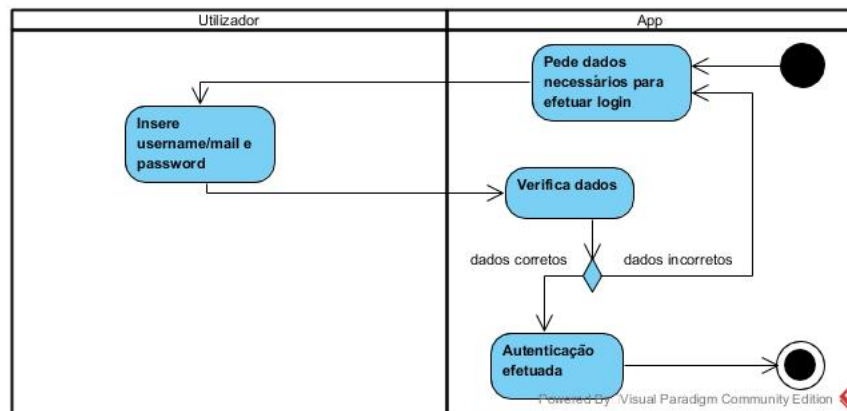 Utilizador
App
Pede dados
necessários para
efetuar login
Insere
username/mail e
password
Verifica dados
dados corretos
dados incorretos
Autenticação
efetuada
Powered By: Visual Paradigm Community Edition